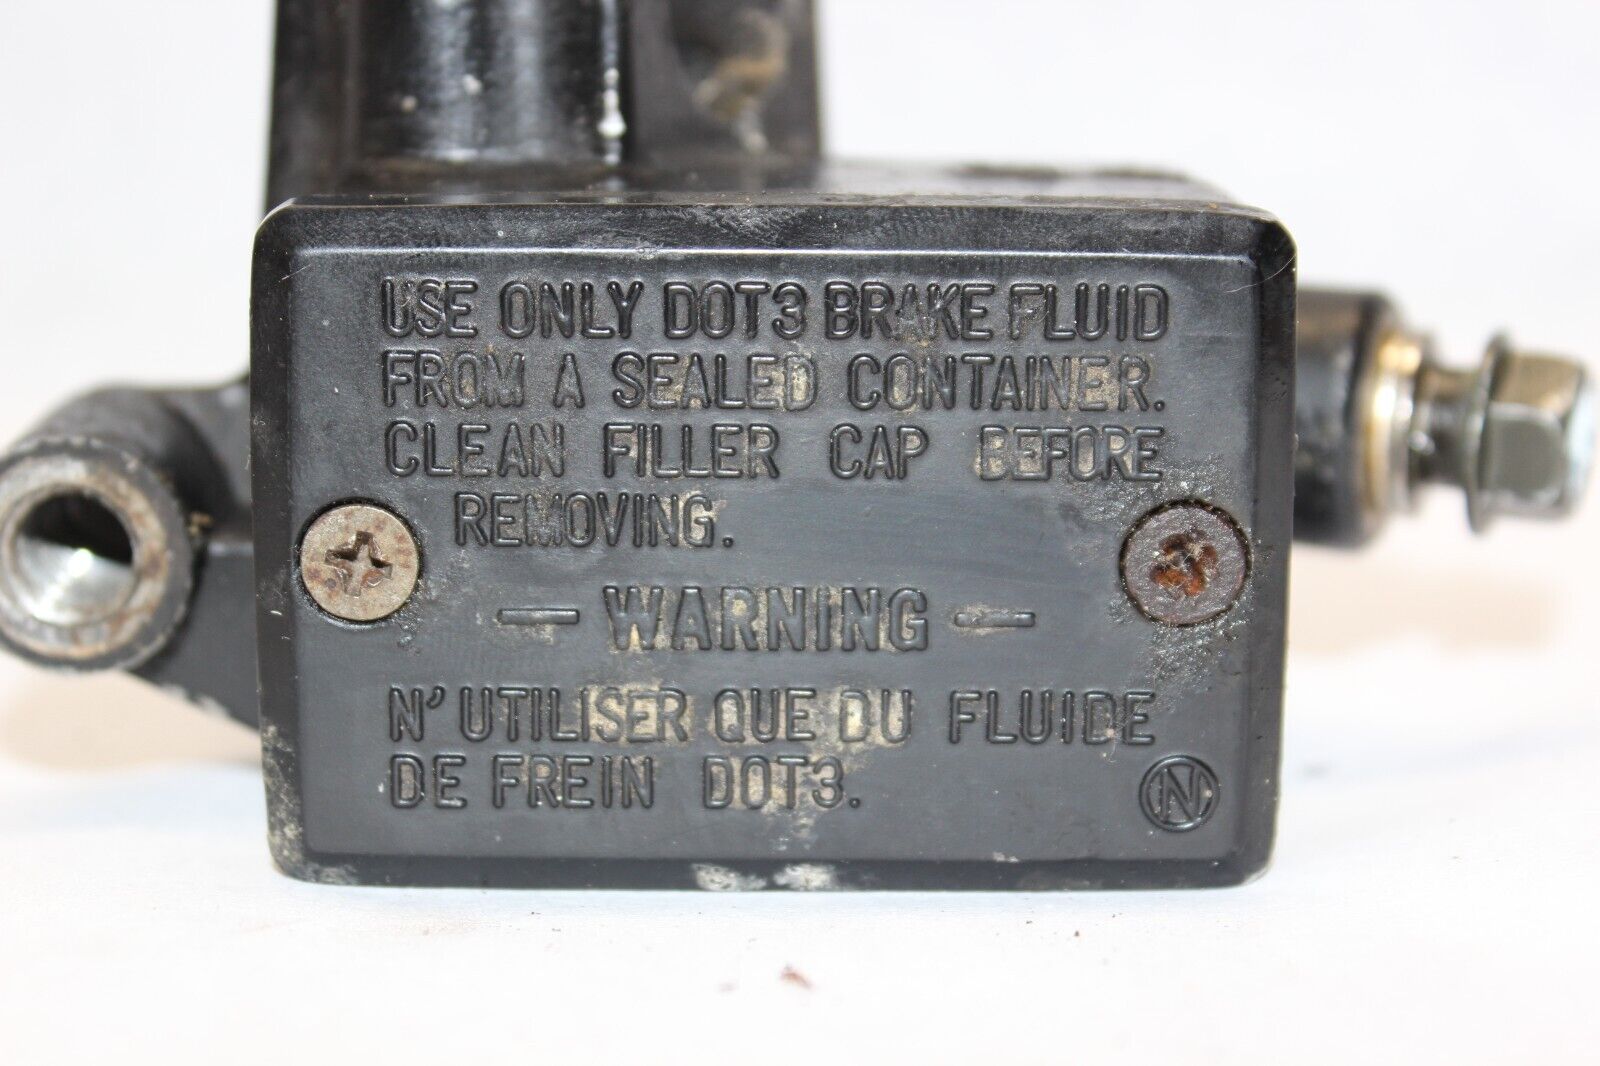 USE ONLY DOT3 BRAKE FLUID
FROM A SEALED CONTAINER.
CLEAN FILLER CAP BEFORE
REMOVING.
— WARNING —
N'UTILISER QUE DU FLUIDE
DE FREIN DOT3.
N